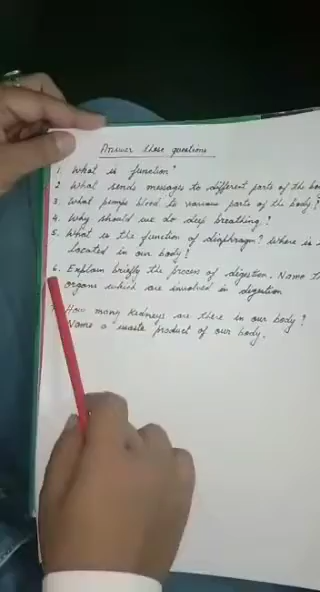 Answer these questions
1. What is function?
2 What sends messages to different parts of the bo
3. What pumps blood to various parts of the body?
4. Why should we do deep breathing?
5. What is the function of diaphragm? Where is
located in our body?
6. Explain briefly the process of digestion. Name th
organs which are involved in digestion
How many kidneys are there in our body?
Name a waste product of our body.